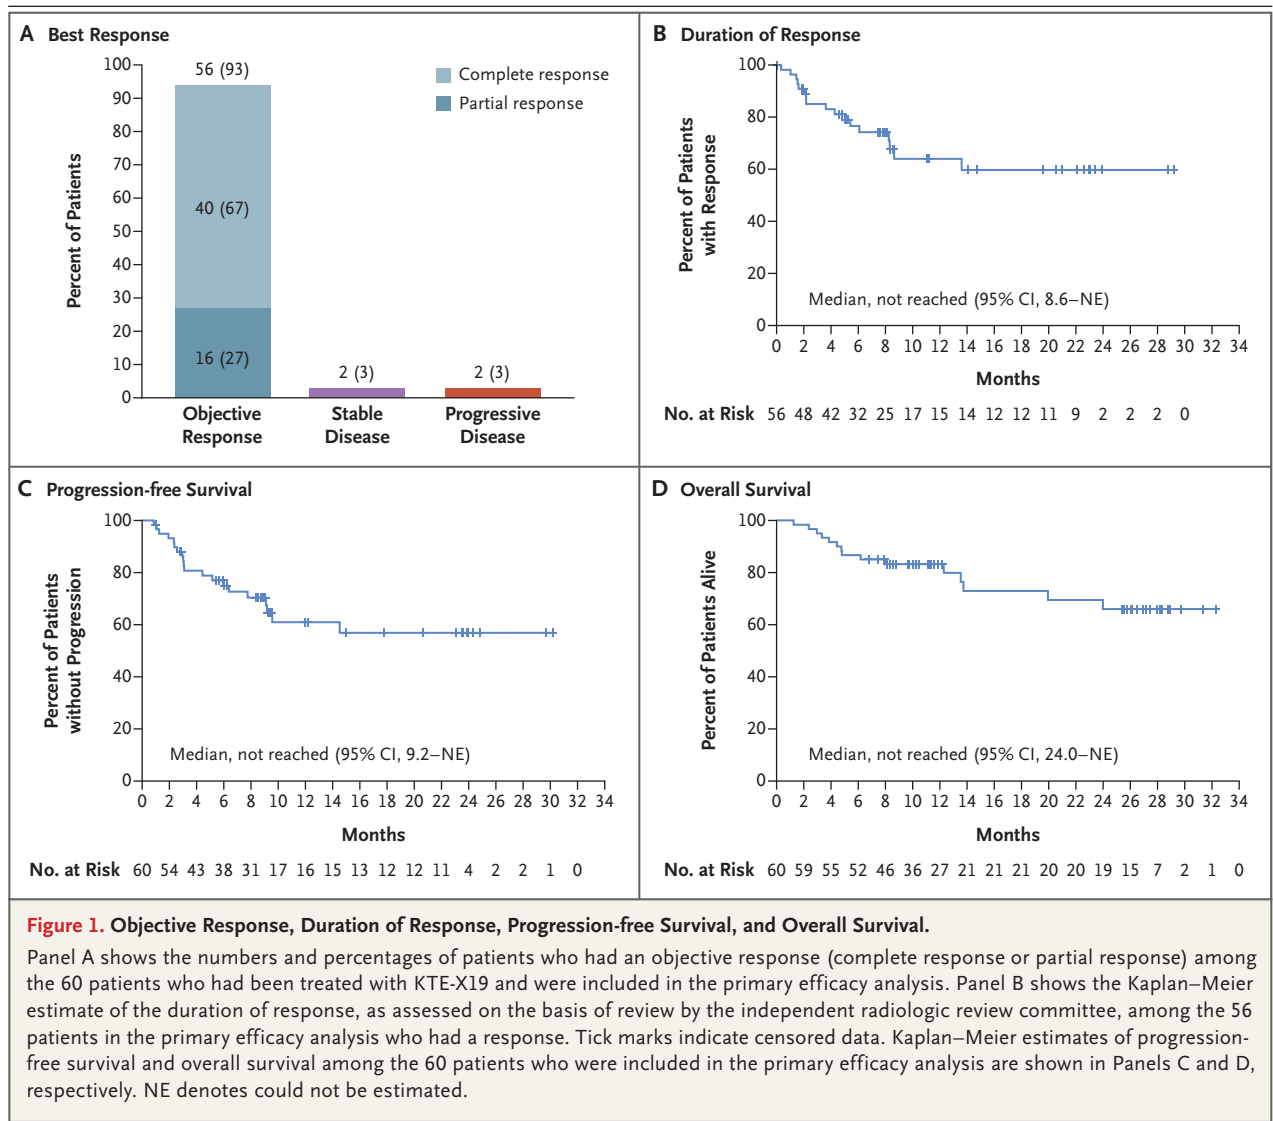 A Best Response
100
90
80
70
60
50
40
30
20
10
0
Percent of Patients
56 (93)
40 (67)
16 (27)
2 (3)
2 (3)
Complete response
Partial response
Objective Response
Stable Disease
Progressive Disease
B Duration of Response
100
80
60
40
20
0
Percent of Patients
with Response
Median, not reached (95% CI, 8.6–NE)
0 2 4 6 8 10 12 14 16 18 20 22 24 26 28 30 32 34
Months
No. at Risk 56 48 42 32 25 17 15 14 12 12 11 9 2 2 2 0
C Progression-free Survival
100
80
60
40
20
0
Percent of Patients
without Progression
Median, not reached (95% CI, 9.2–NE)
0 2 4 6 8 10 12 14 16 18 20 22 24 26 28 30 32 34
Months
No. at Risk 60 54 43 38 31 17 16 15 13 12 12 11 4 2 2 1 0
D Overall Survival
100
80
60
40
20
0
Percent of Patients Alive
Median, not reached (95% CI, 24.0–NE)
0 2 4 6 8 10 12 14 16 18 20 22 24 26 28 30 32 34
Months
No. at Risk 60 59 55 52 46 36 27 21 21 21 20 20 19 15 7 2 1 0
Figure 1. Objective Response, Duration of Response, Progression-free Survival, and Overall Survival.
Panel A shows the numbers and percentages of patients who had an objective response (complete response or partial response) among
the 60 patients who had been treated with KTE-X19 and were included in the primary efficacy analysis. Panel B shows the Kaplan–Meier
estimate of the duration of response, as assessed on the basis of review by the independent radiologic review committee, among the 56
patients in the primary efficacy analysis who had a response. Tick marks indicate censored data. Kaplan–Meier estimates of progression-
free survival and overall survival among the 60 patients who were included in the primary efficacy analysis are shown in Panels C and D,
respectively. NE denotes could not be estimated.